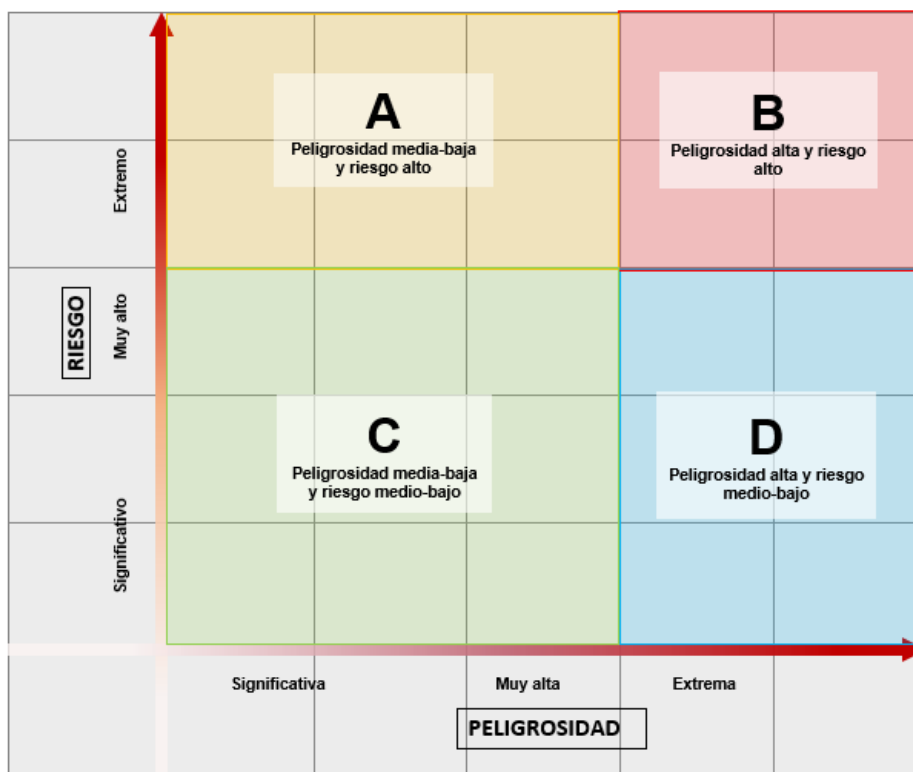 A
Peligrosidad media-baja
y riesgo alto
B
Peligrosidad alta y riesgo
alto
Extremo
Muy alto
RIESGO
Significativo
C
Peligrosidad media-baja
y riesgo medio-bajo
D
Peligrosidad alta y riesgo
medio-bajo
Significativa
Muy alta
Extrema
PELIGROSIDAD